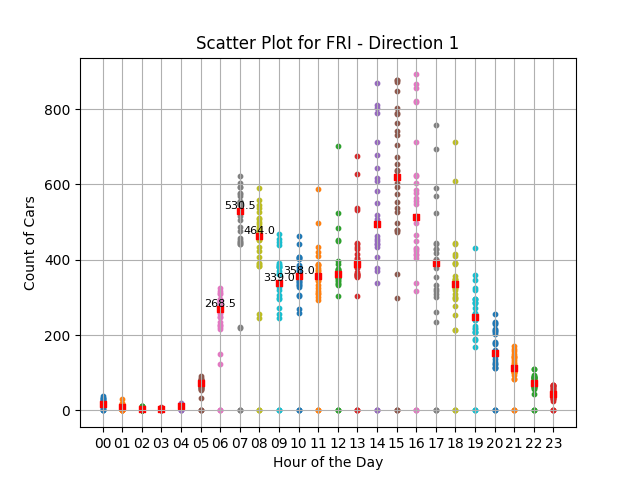 Scatter Plot for FRI - Direction 1
Count of Cars
800
600
400
200
0
530.5
464.0
358.0
339.0
268.5
00 01 02 03 04 05 06 07 08 09 10 11 12 13 14 15 16 17 18 19 20 21 22 23
Hour of the Day